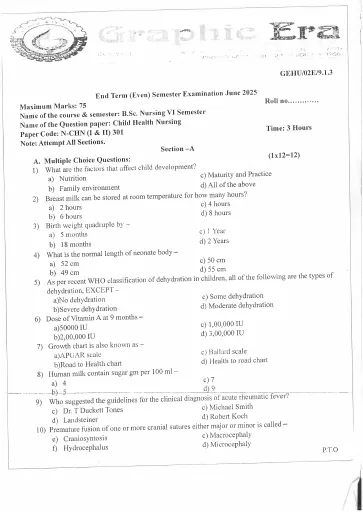 Graphic Era
GEHU/02E/9.1.3
End Term (Even) Semester Examination June 2025
Roll no.............
Maximum Marks: 75
Name of the course & semester: B.Sc. Nursing VI Semester
Name of the Question paper: Child Health Nursing
Paper Code: N-CHN (I & II) 301
Time: 3 Hours
Note: Attempt All Sections.
Section –A
A. Multiple Choice Questions: (1x12=12)
1) What are the factors that affect child development?
a) Nutrition c) Maturity and Practice
b) Family environment d) All of the above
2) Breast milk can be stored at room temperature for how many hours?
a) 2 hours c) 4 hours
b) 6 hours d) 8 hours
3) Birth weight quadruple by –
a) 5 months c) 1 Year
b) 18 months d) 2 Years
4) What is the normal length of neonate body –
a) 52 cm c) 50 cm
b) 49 cm d) 55 cm
5) As per recent WHO classification of dehydration in children, all of the following are the types of
dehydration, EXCEPT –
a)No dehydration c) Some dehydration
b)Severe dehydration d) Moderate dehydration
6) Dose of Vitamin A at 9 months –
a)50000 IU c) 1,00,000 IU
b)2,00,000 IU d) 3,00,000 IU
7) Growth chart is also known as –
a)APGAR scale c) Ballard scale
b)Road to Health chart d) Health to road chart
8) Human milk contain sugar gm per 100 ml –
a) 4 c) 7
b) 5 d) 9
9) Who suggested the guidelines for the clinical diagnosis of acute rheumatic fever?
c) Dr. T Duckett Tones c) Michael Smith
d) Landsteiner d) Robert Koch
10) Premature fusion of one or more cranial sutures either major or minor is called –
e) Craniosyntosis c) Macrocephaly
f) Hydrocephalus d) Microcephaly
P.T.O